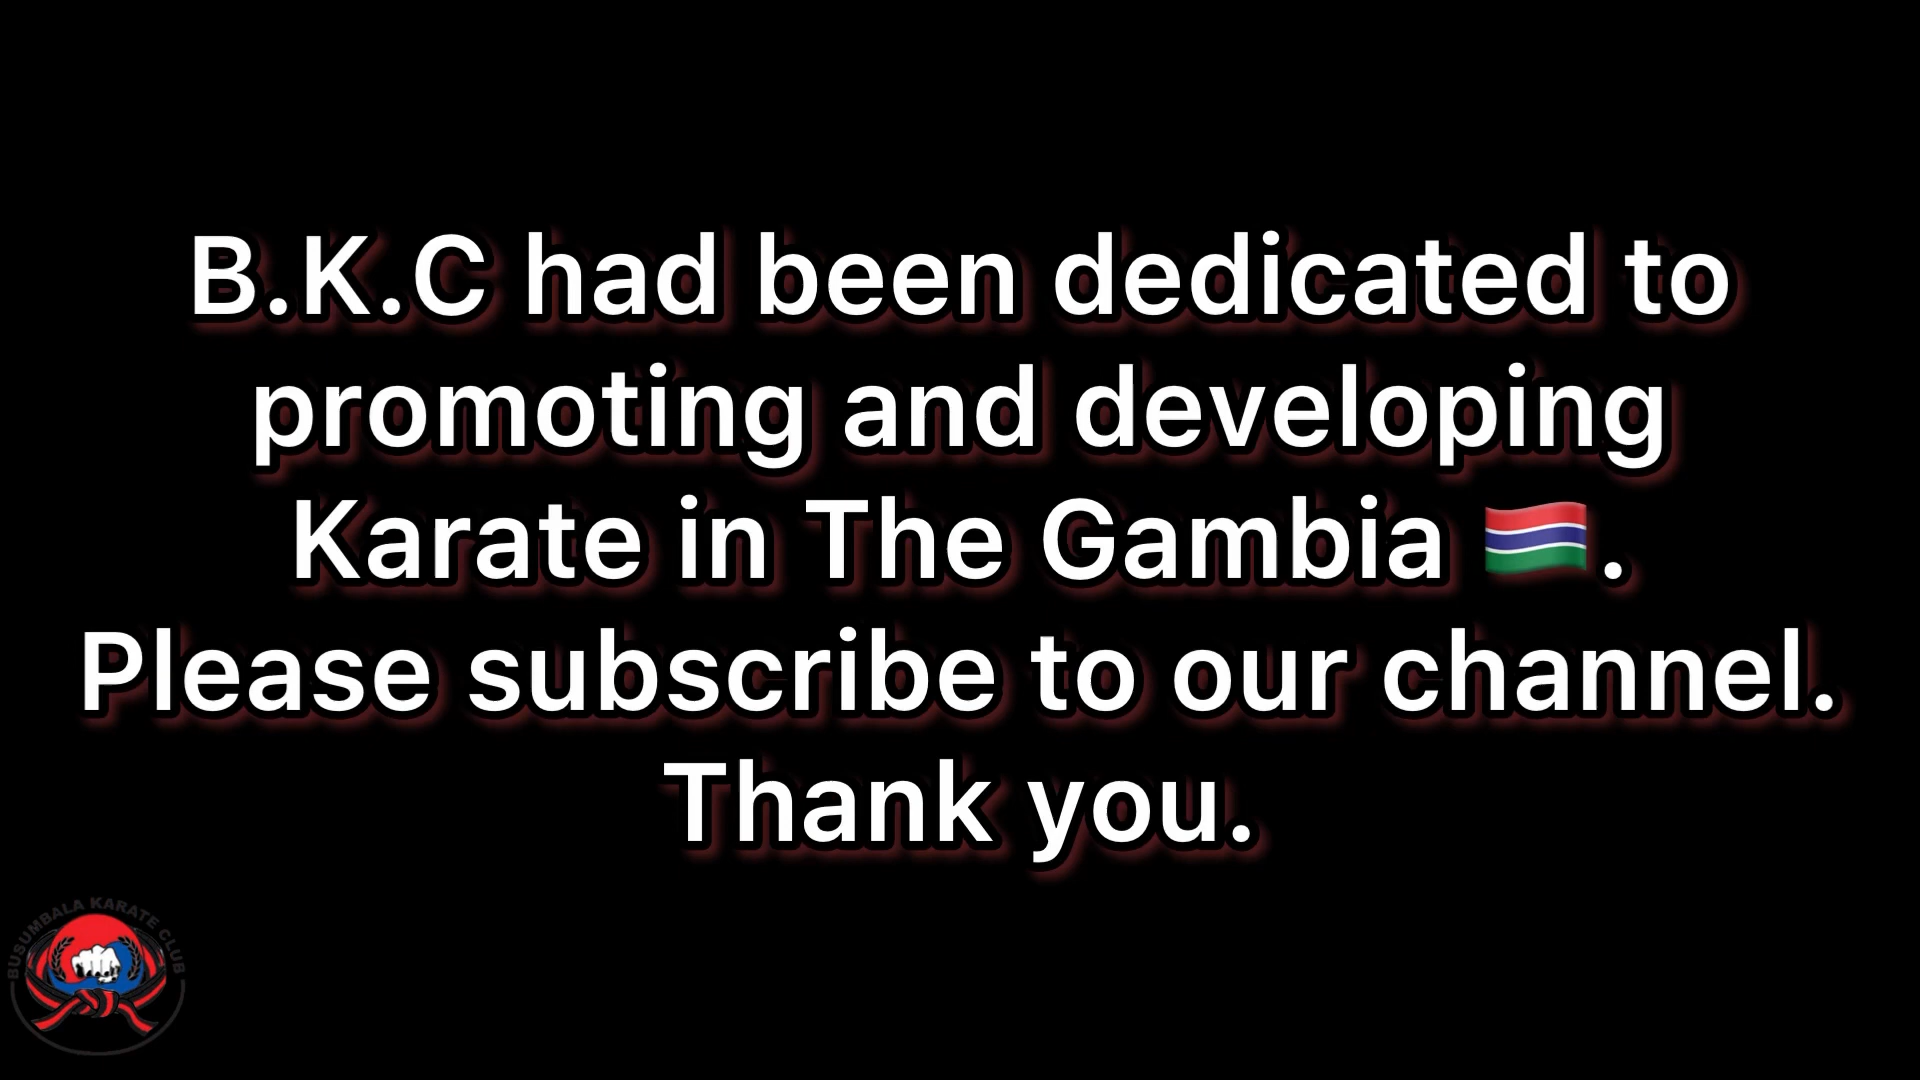 B.K.C had been dedicated to
promoting and developing
Karate in The Gambia 🇬🇲.
Please subscribe to our channel.
Thank you.
BUSUMBALA KARATE CLUB